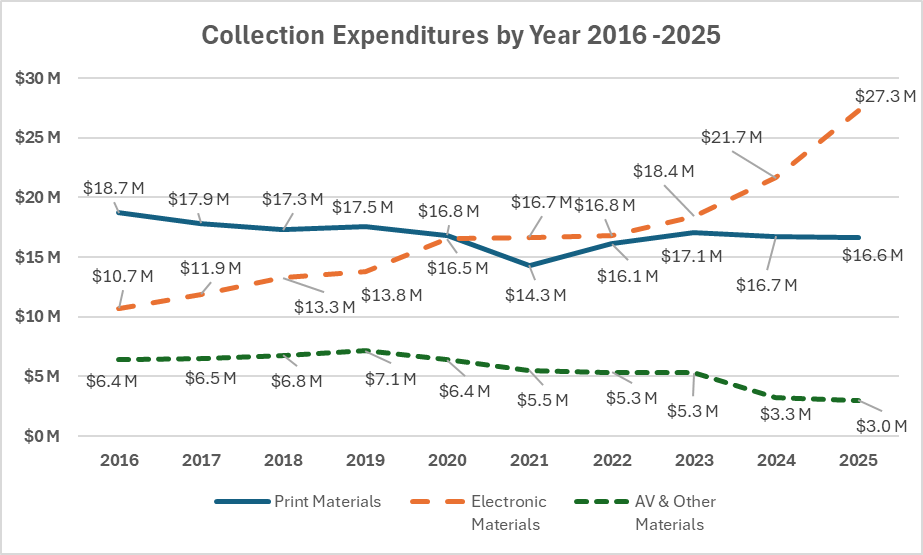 Collection Expenditures by Year 2016 -2025
$30 M
$27.3 M
$25 M
$21.7 M
$20 M
$18.7 M
$17.9 M
$17.3 M
$17.5 M
$16.8 M
$16.7 M
$16.8 M
$18.4 M
$15 M
$10.7 M
$11.9 M
$13.3 M
$13.8 M
$16.5 M
$14.3 M
$16.1 M
$17.1 M
$16.7 M
$16.6 M
$10 M
$5 M
$6.4 M
$6.5 M
$6.8 M
$7.1 M
$6.4 M
$5.5 M
$5.3 M
$5.3 M
$3.3 M
$3.0 M
$0 M
2016 2017 2018 2019 2020 2021 2022 2023 2024 2025
Print Materials
Electronic
Materials
AV & Other
Materials